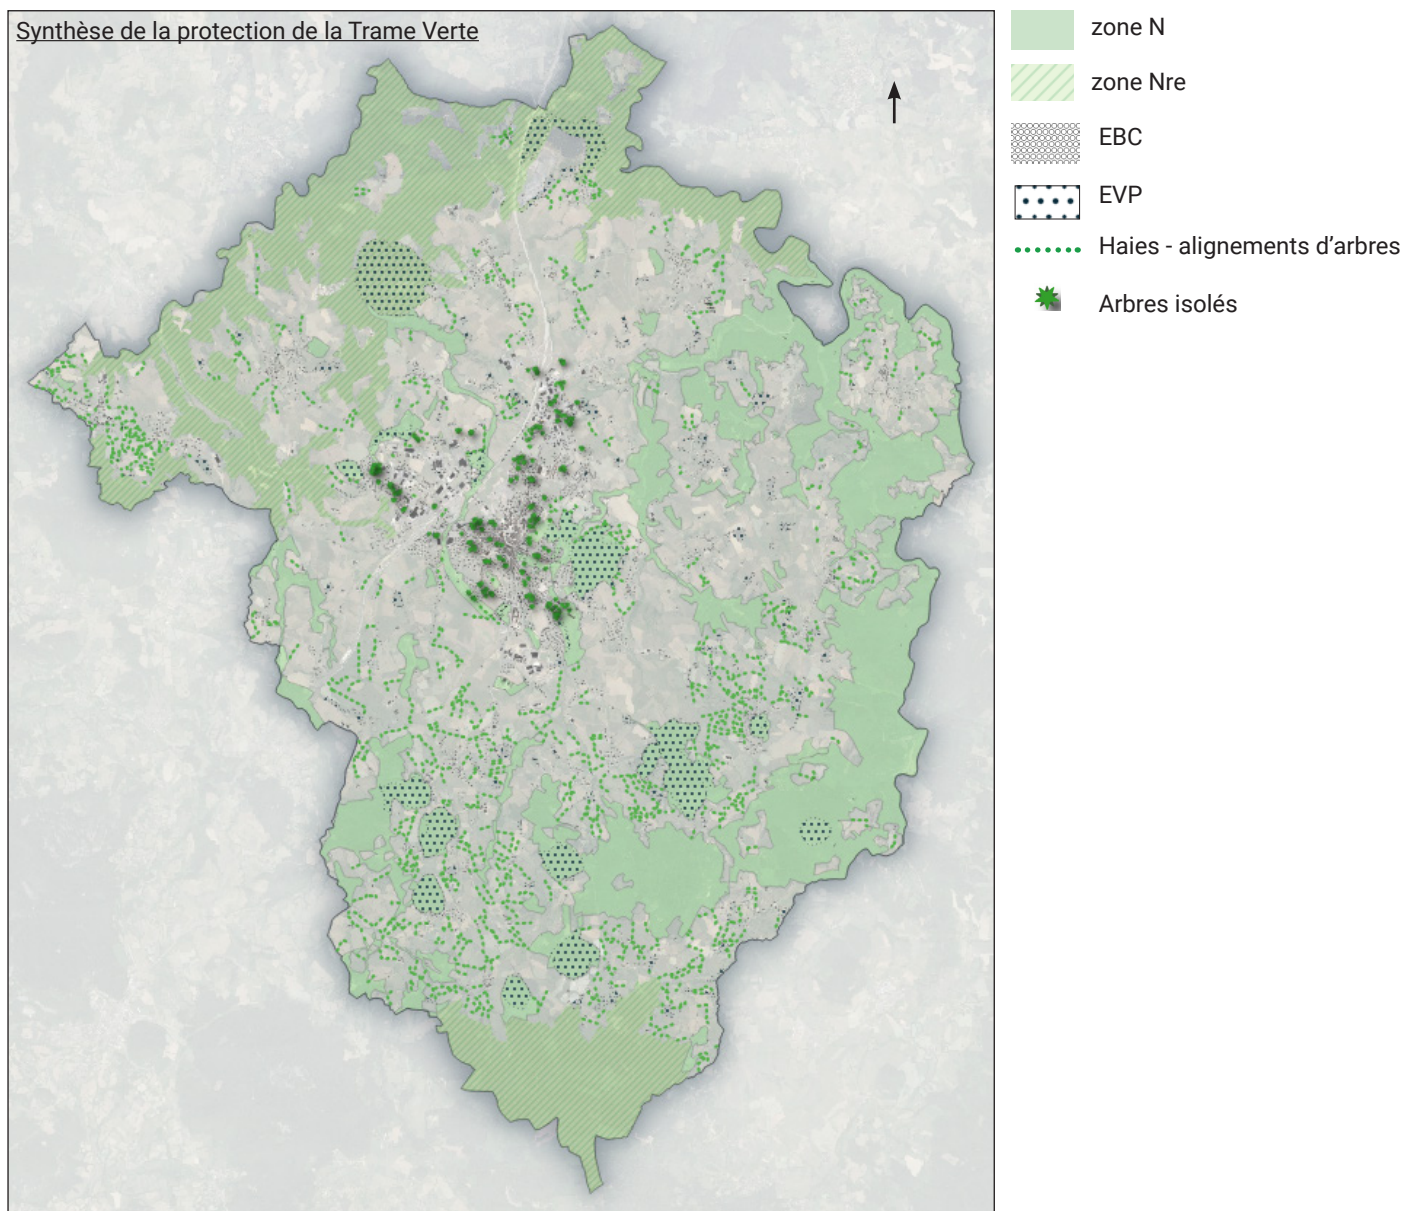 Synthèse de la protection de la Trame Verte
zone N
zone Nre
EBC
EVP
Haies - alignements d'arbres
Arbres isolés